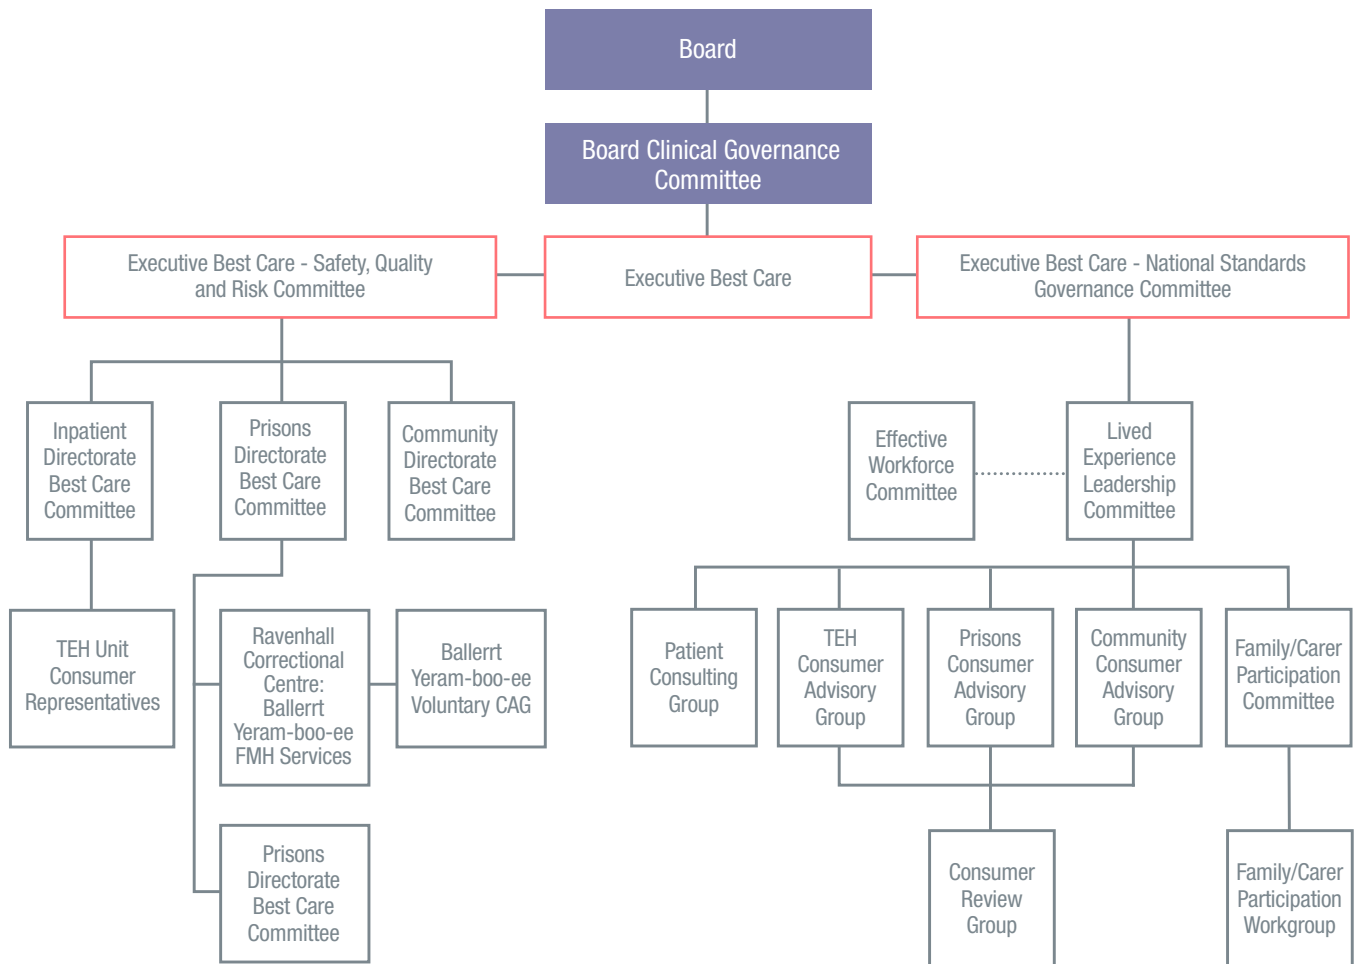 Board
Board Clinical Governance
Committee
Executive Best Care - Safety, Quality
and Risk Committee
Executive Best Care
Executive Best Care - National Standards
Governance Committee
Inpatient
Directorate
Best Care
Committee
Prisons
Directorate
Best Care
Committee
Community
Directorate
Best Care
Committee
Effective
Workforce
Committee
Lived
Experience
Leadership
Committee
TEH Unit
Consumer
Representatives
Ravenhall
Correctional
Centre:
Ballerrt
Yeram-boo-ee
FMH Services
Ballerrt
Yeram-boo-ee
Voluntary CAG
Patient
Consulting
Group
TEH
Consumer
Advisory
Group
Prisons
Consumer
Advisory
Group
Community
Consumer
Advisory
Group
Family/Carer
Participation
Committee
Prisons
Directorate
Best Care
Committee
Consumer
Review
Group
Family/Carer
Participation
Workgroup